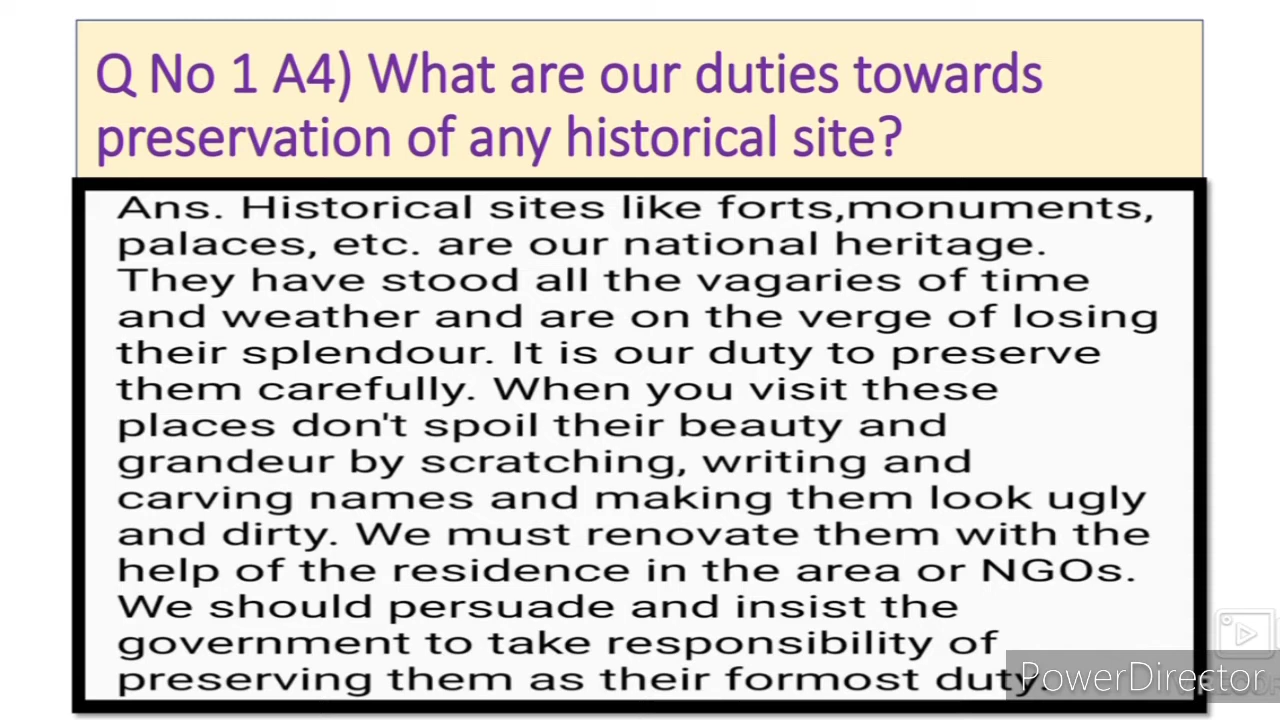 Q No 1 A4) What are our duties towards
preservation of any historical site?
Ans. Historical sites like forts,monuments,
palaces, etc. are our national heritage.
They have stood all the vagaries of time
and weather and are on the verge of losing
their splendour. It is our duty to preserve
them carefully. When you visit these
places don't spoil their beauty and
grandeur by scratching, writing and
carving names and making them look ugly
and dirty. We must renovate them with the
help of the residence in the area or NGOs.
We should persuade and insist the
government to take responsibility of
preserving them as their formost duty.
PowerDirector